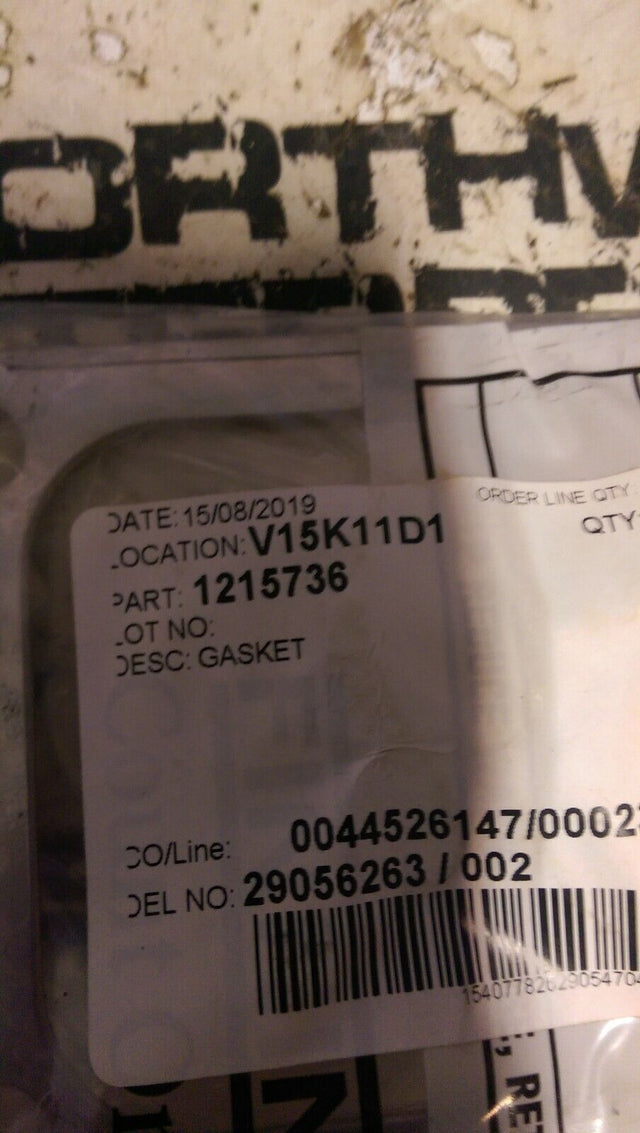 ORTHW
DATE: 15/08/2019
LOCATION: V15K11D1
PART: 1215736
LOT NO:
DESC: GASKET
ORDER LINE QTY:
QTY:
CO/Line: 0044526147/0002
DEL NO: 29056263 / 002